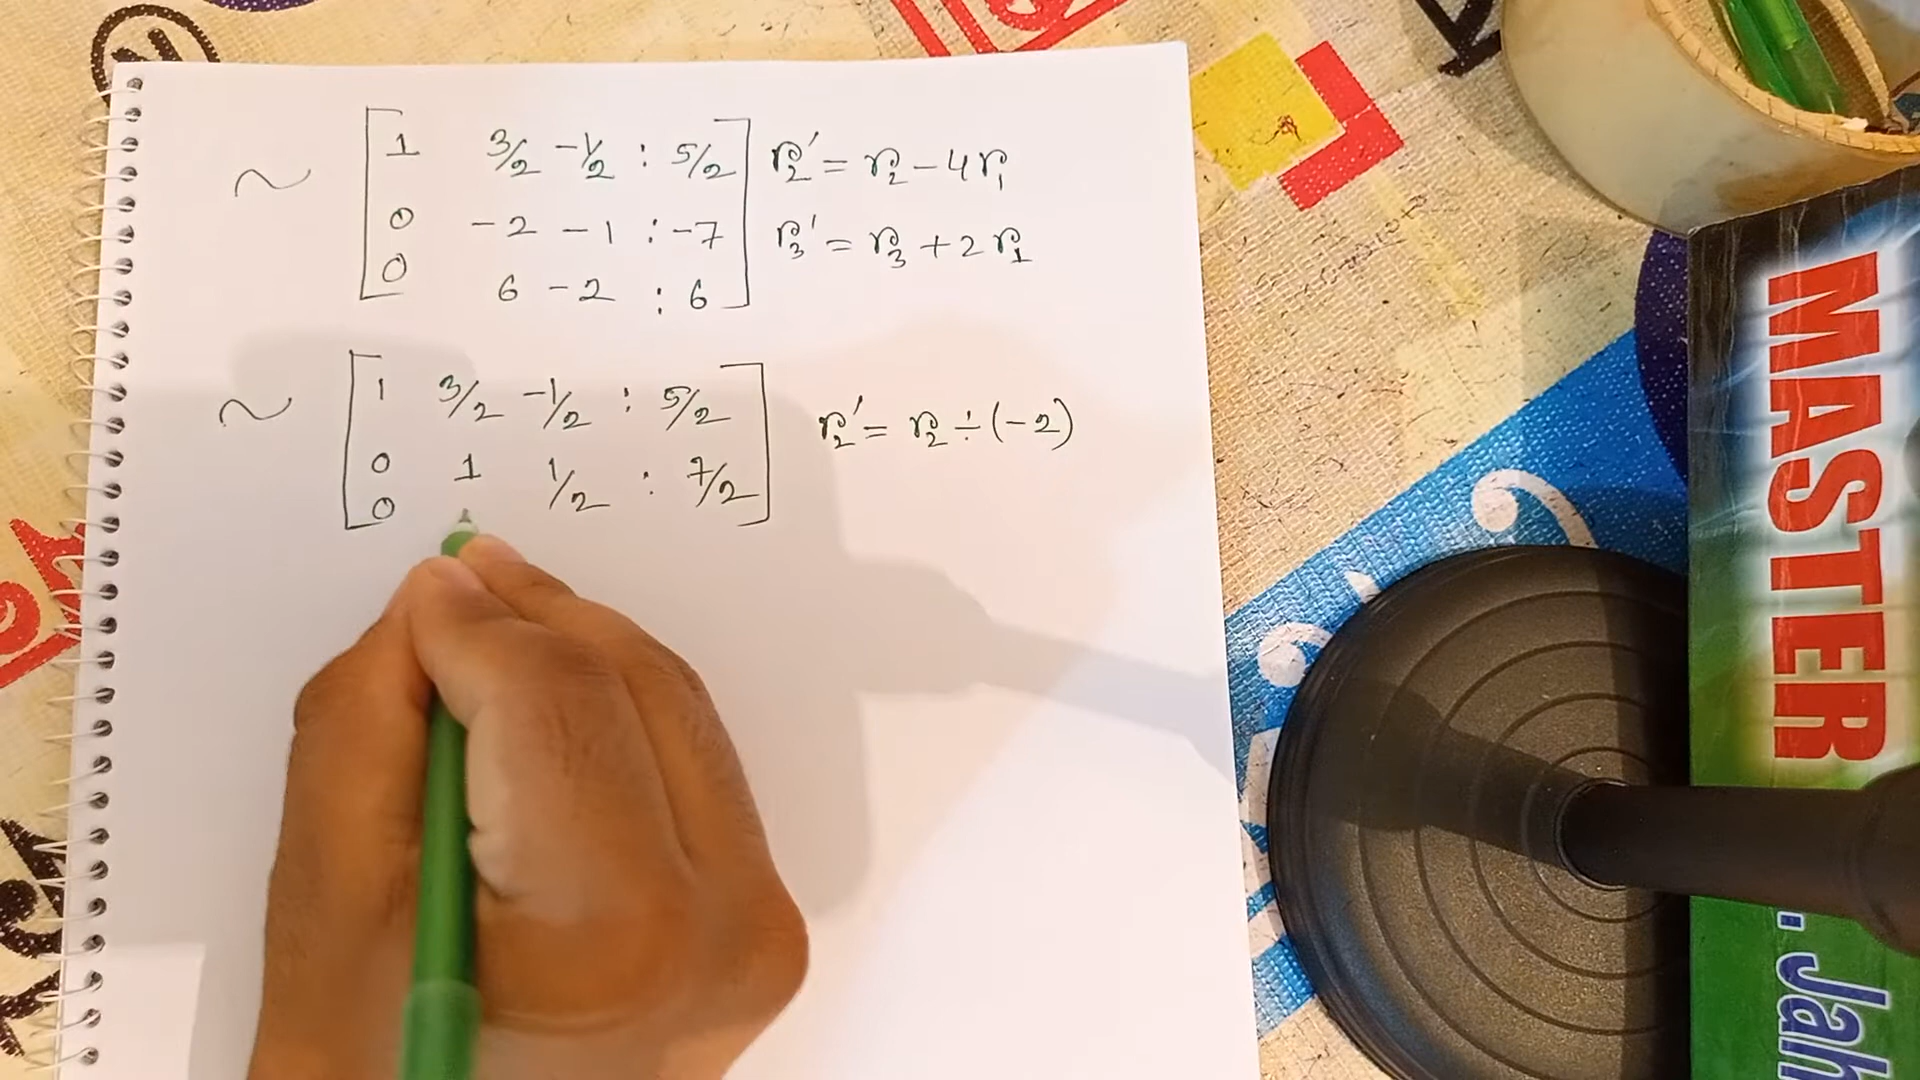 ~ [ 1 3/2 -1/2 : 5/2 ] r₂' = r₂ - 4r₁
0 -2 -1 : -7 r₃' = r₃ + 2r₁
0 6 -2 : 6
~ [ 1 3/2 -1/2 : 5/2 ] r₂' = r₂ ÷ (-2)
0 1 1/2 : 7/2
0
MASTER
. Jah